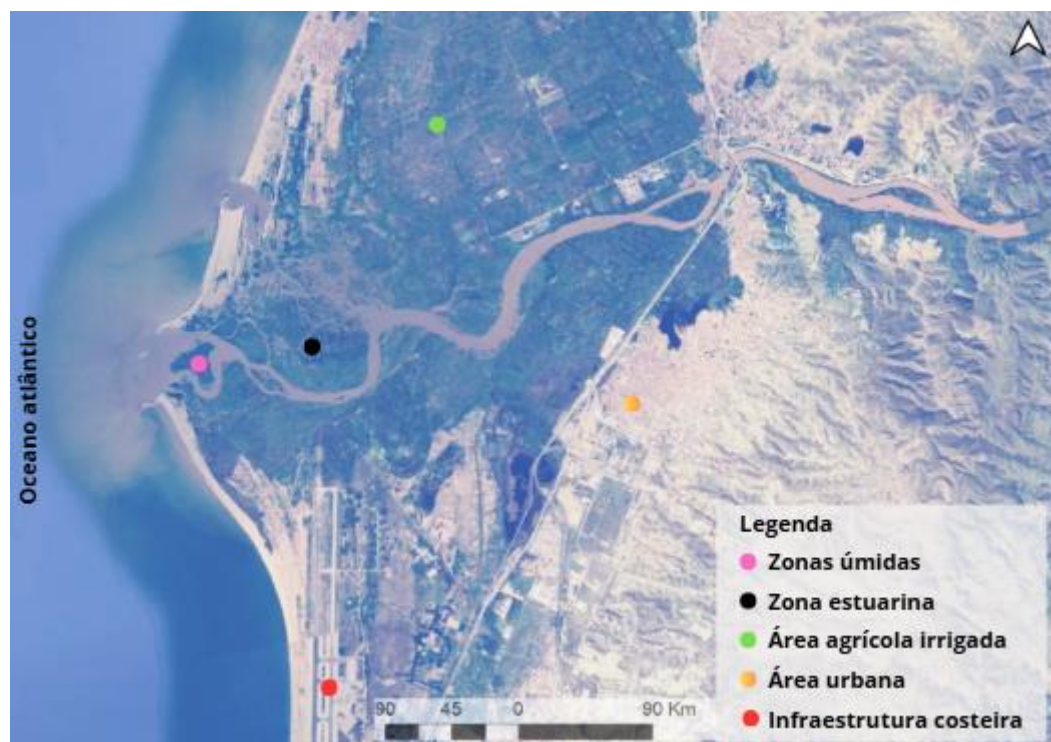 Oceano atlântico
Legenda
Zonas úmidas
Zona estuarina
Área agrícola irrigada
Área urbana
Infraestrutura costeira
90 45 0 90 Km